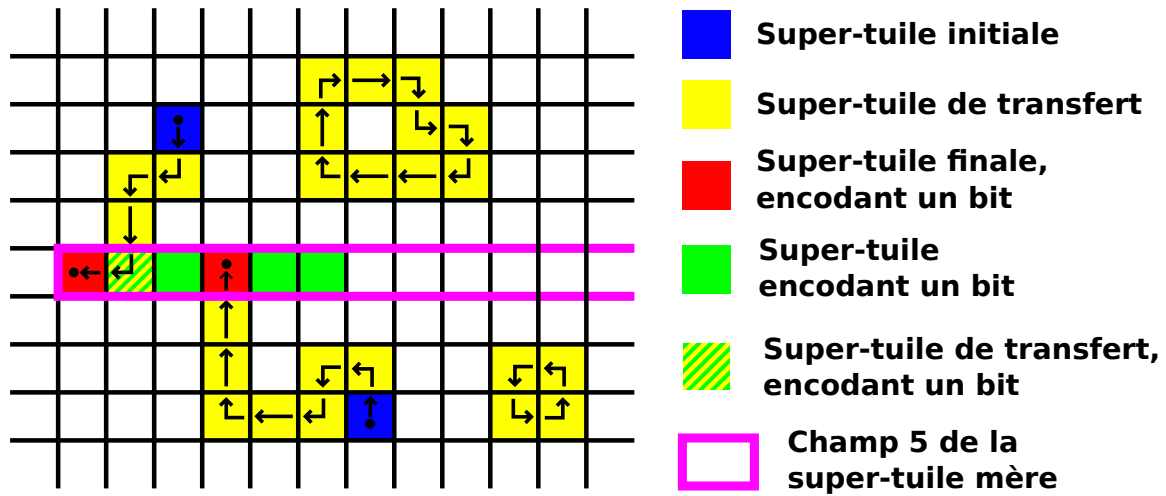 Super-tuile initiale
Super-tuile de transfert
Super-tuile finale,
encodant un bit
Super-tuile
encodant un bit
Super-tuile de transfert,
encodant un bit
Champ 5 de la
super-tuile mère